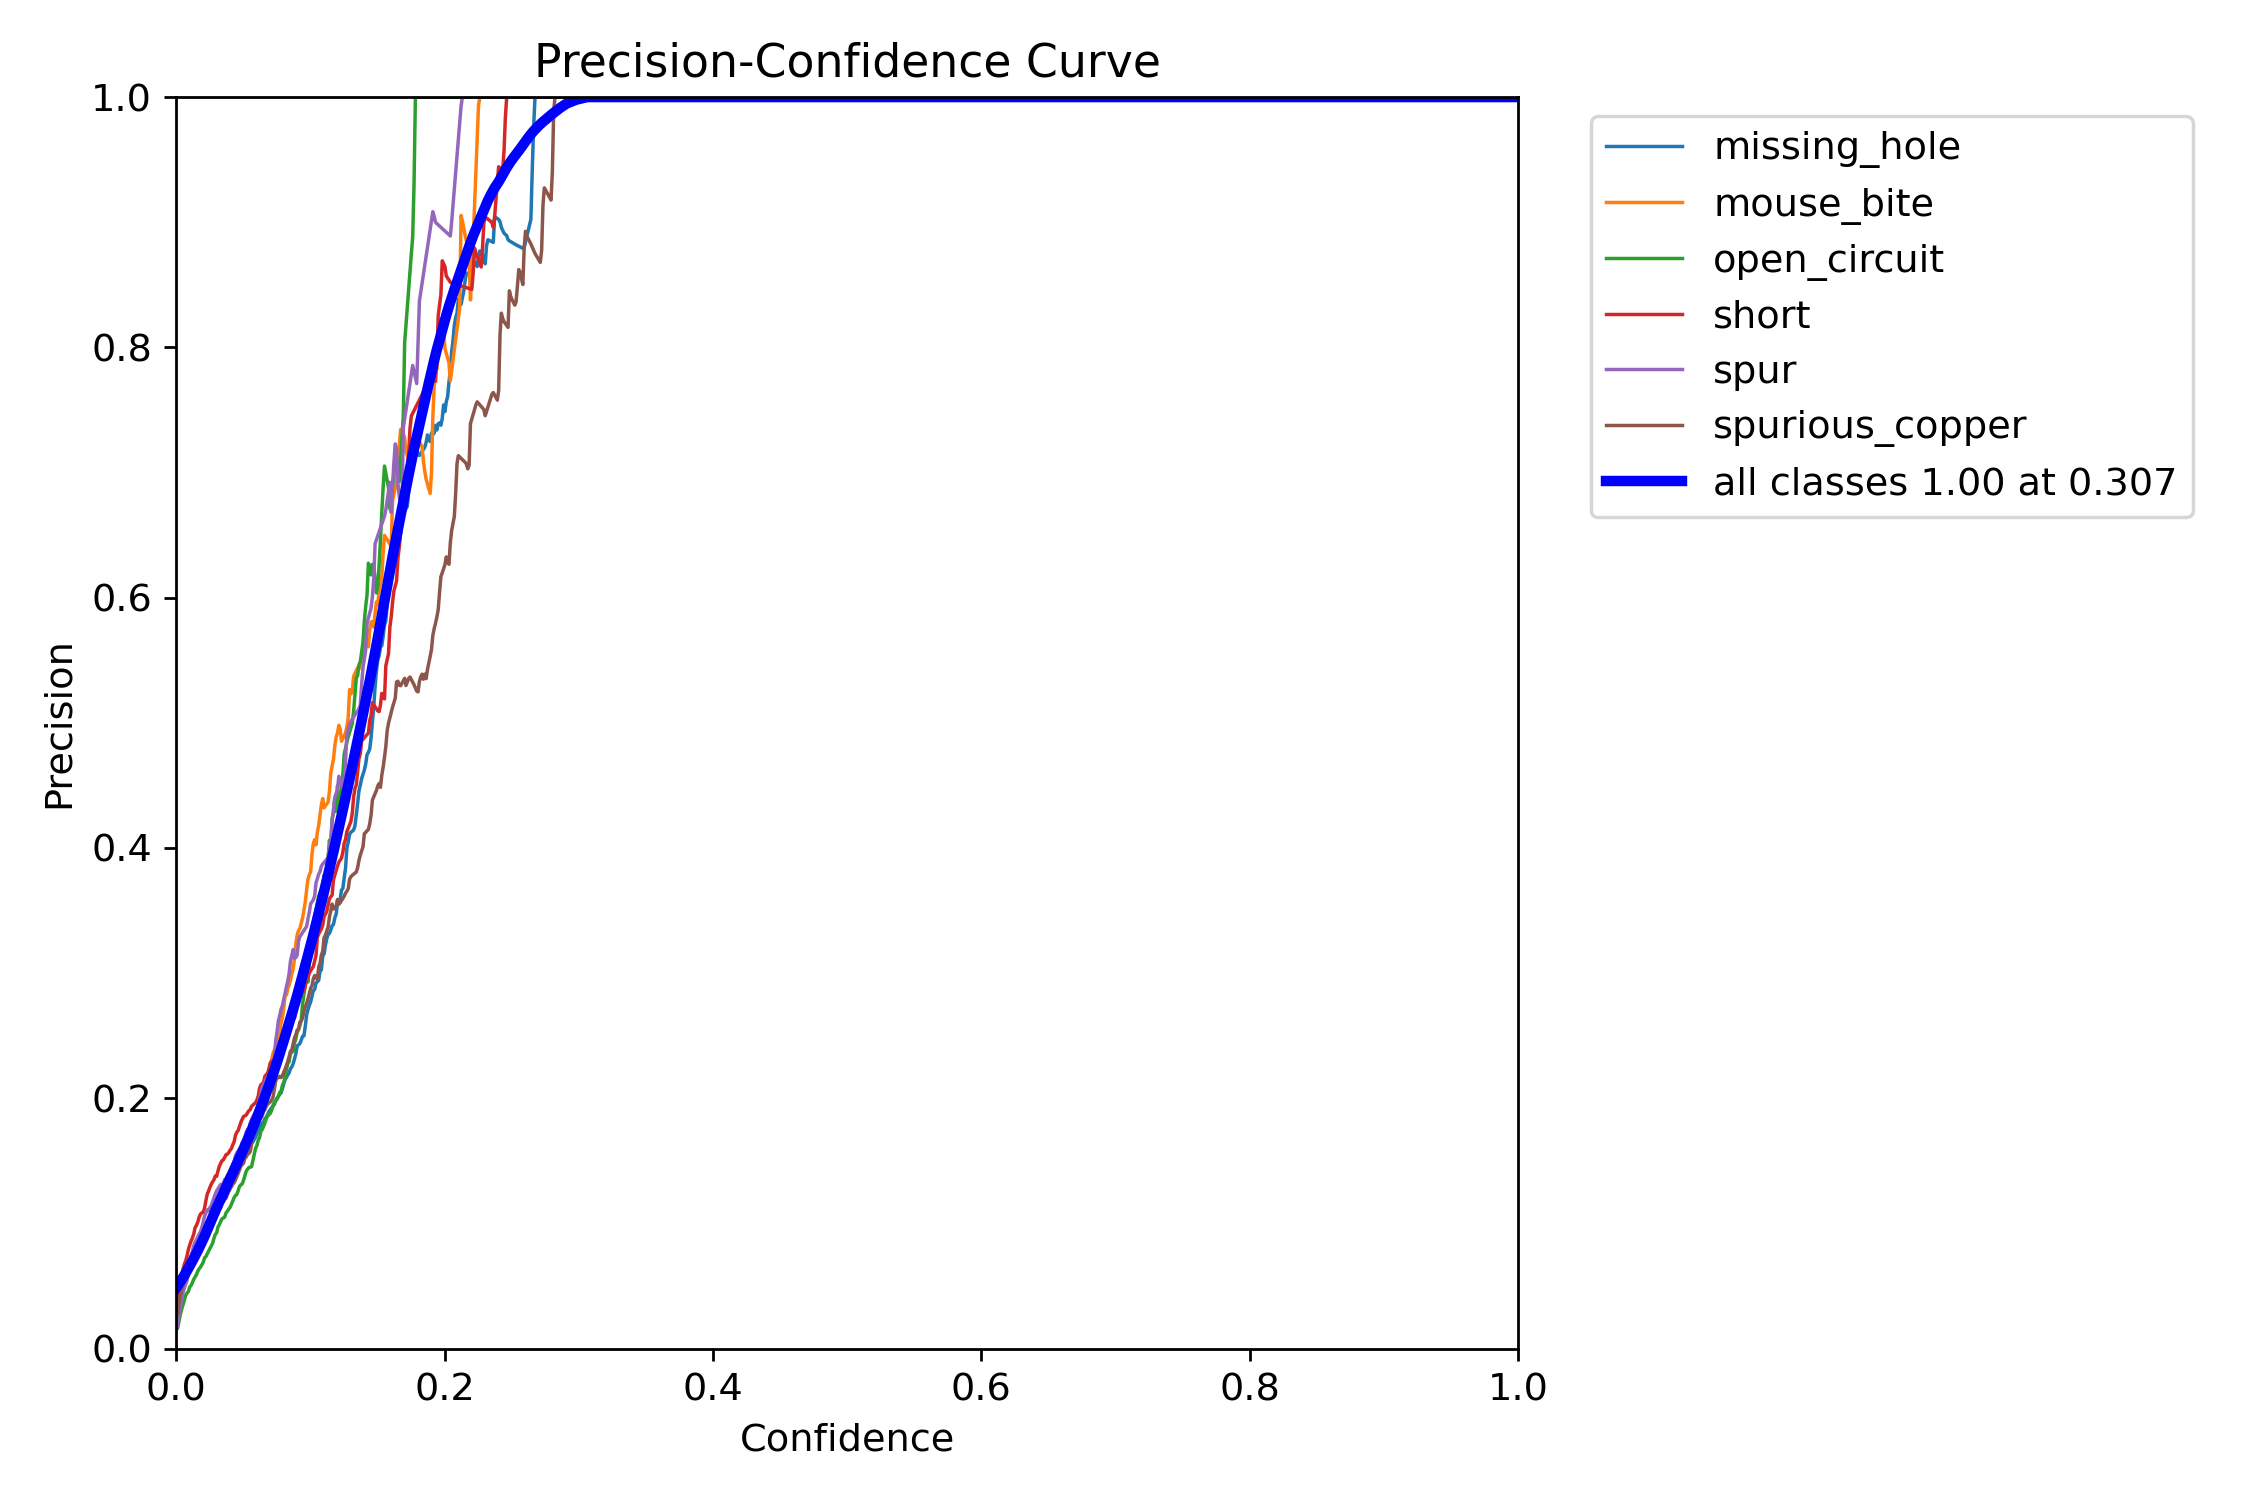 Precision-Confidence Curve
1.0
0.8
0.6
0.4
0.2
0.0
Precision
0.0 0.2 0.4 0.6 0.8 1.0
Confidence
missing_hole
mouse_bite
open_circuit
short
spur
spurious_copper
all classes 1.00 at 0.307